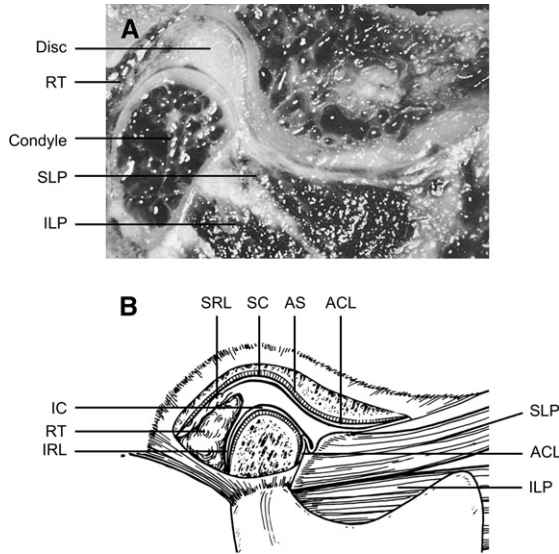 A
Disc
RT
Condyle
SLP
ILP
B
SRL SC AS ACL
IC
RT
IRL
SLP
ACL
ILP